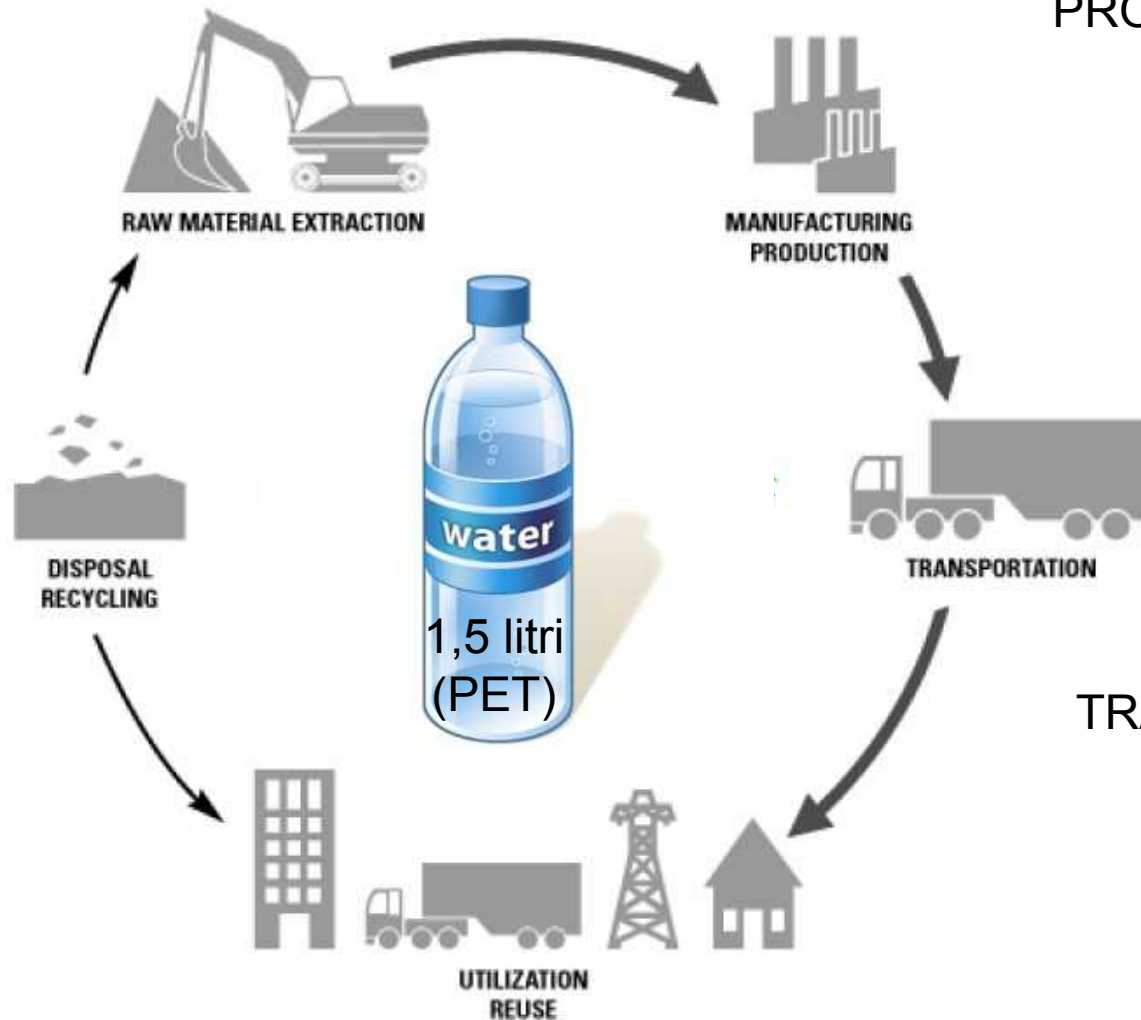 PRO
RAW MATERIAL EXTRACTION
MANUFACTURING
PRODUCTION
water
1,5 litri
(PET)
DISPOSAL
RECYCLING
TRANSPORTATION
TRA
UTILIZATION
REUSE